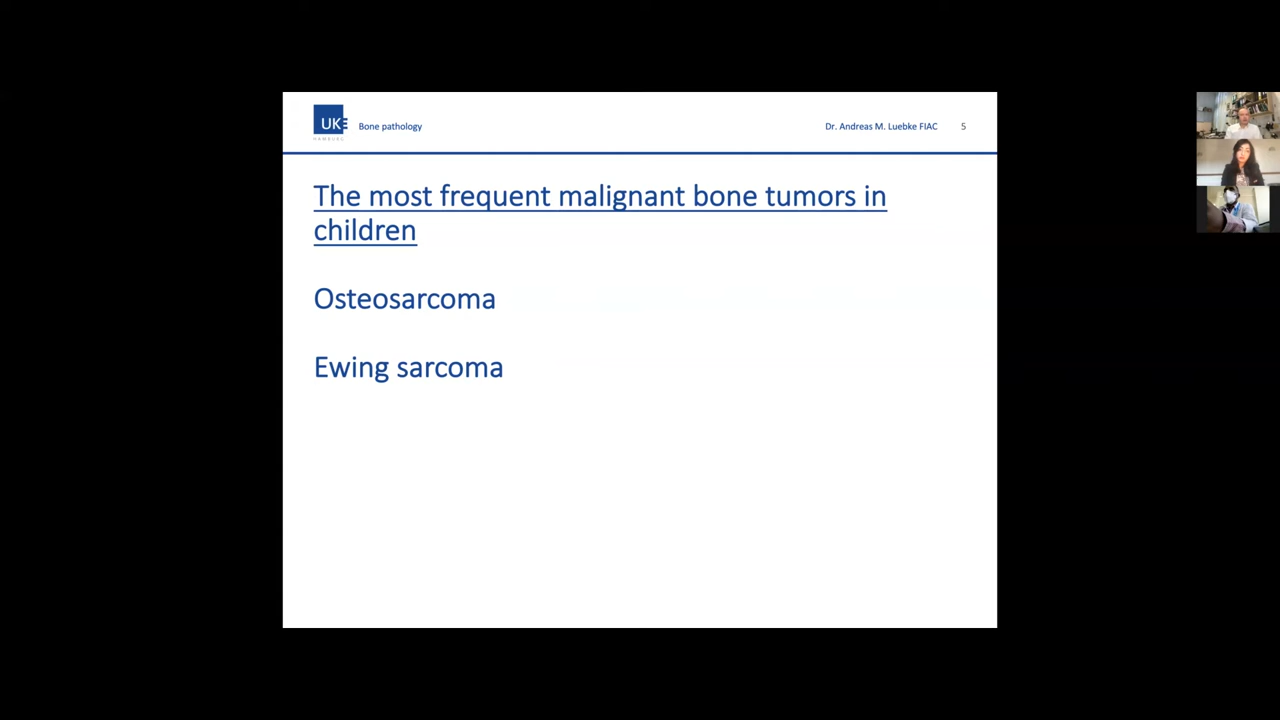 UKE
HAMBURG
Bone pathology
Dr. Andreas M. Luebke FIAC
5
The most frequent malignant bone tumors in
children
Osteosarcoma
Ewing sarcoma